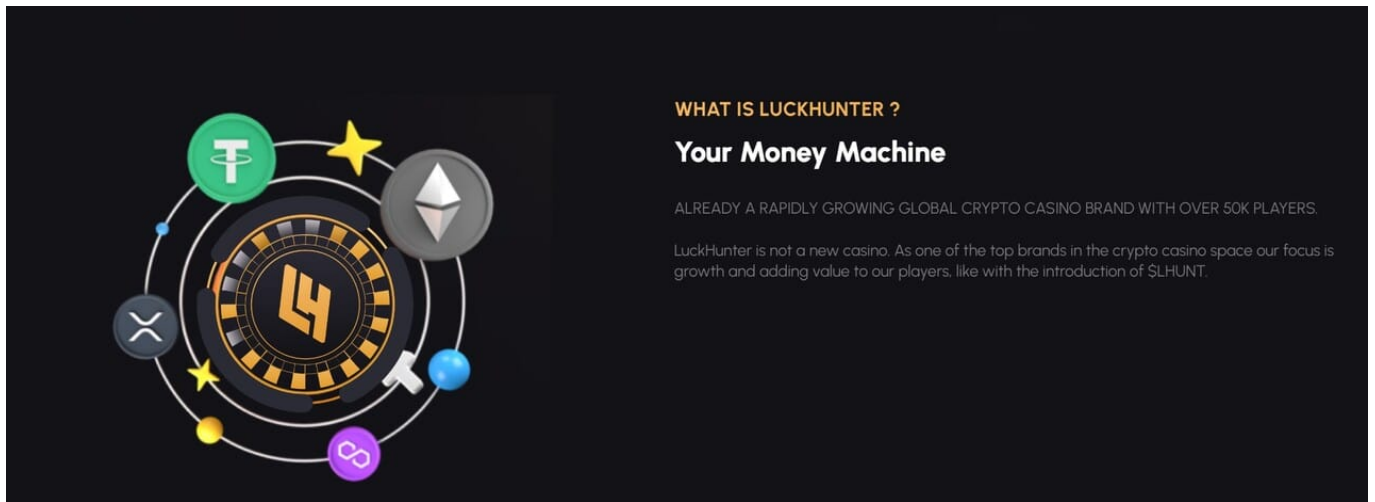 WHAT IS LUCKHUNTER ?
Your Money Machine
ALREADY A RAPIDLY GROWING GLOBAL CRYPTO CASINO BRAND WITH OVER 50K PLAYERS.
LuckHunter is not a new casino. As one of the top brands in the crypto casino space our focus is
growth and adding value to our players, like with the introduction of $LHUNT.
LH